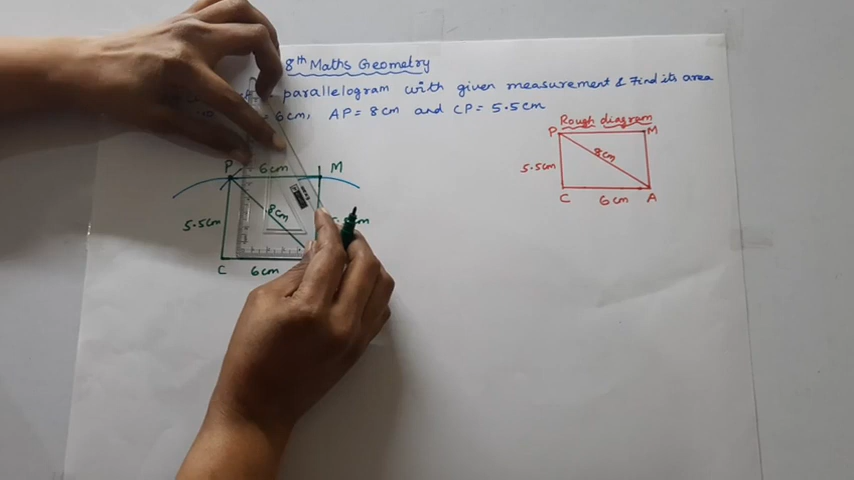 8th Maths Geometry
parallelogram with given measurement & Find its area
= 6cm, AP = 8cm and CP = 5.5cm
Rough diagram
P M
8cm
5.5cm
C 6cm A
P 6cm M
8cm
5.5cm
C 6cm